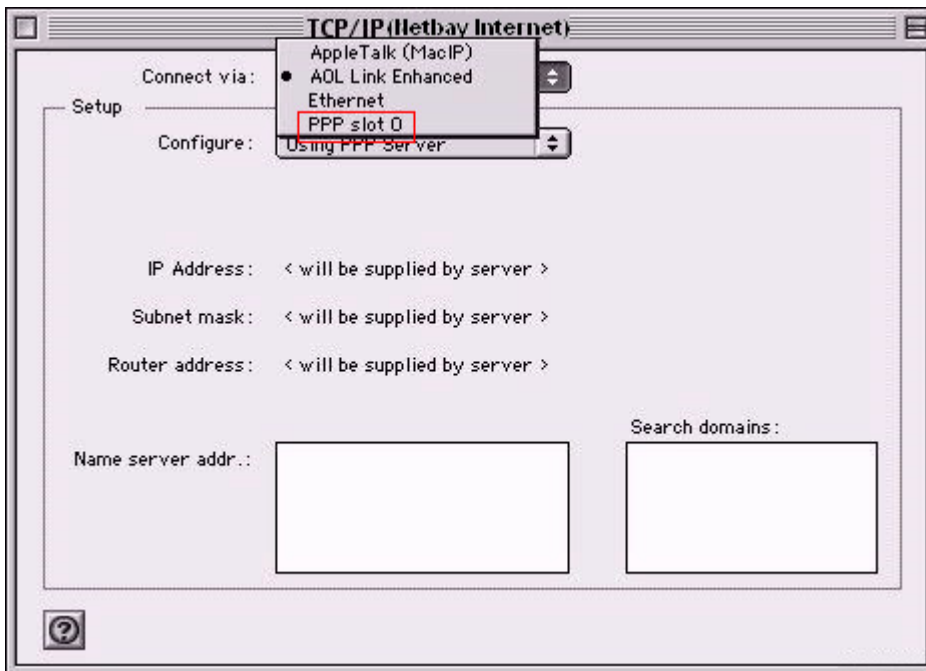 TCP/IP(Netbay Internet)
AppleTalk (MacIP)
Connect via: • AOL Link Enhanced
Ethernet
Setup
PPP slot 0
Configure: Using PPP Server
IP Address: < will be supplied by server >
Subnet mask: < will be supplied by server >
Router address: < will be supplied by server >
Search domains:
Name server addr.:
?